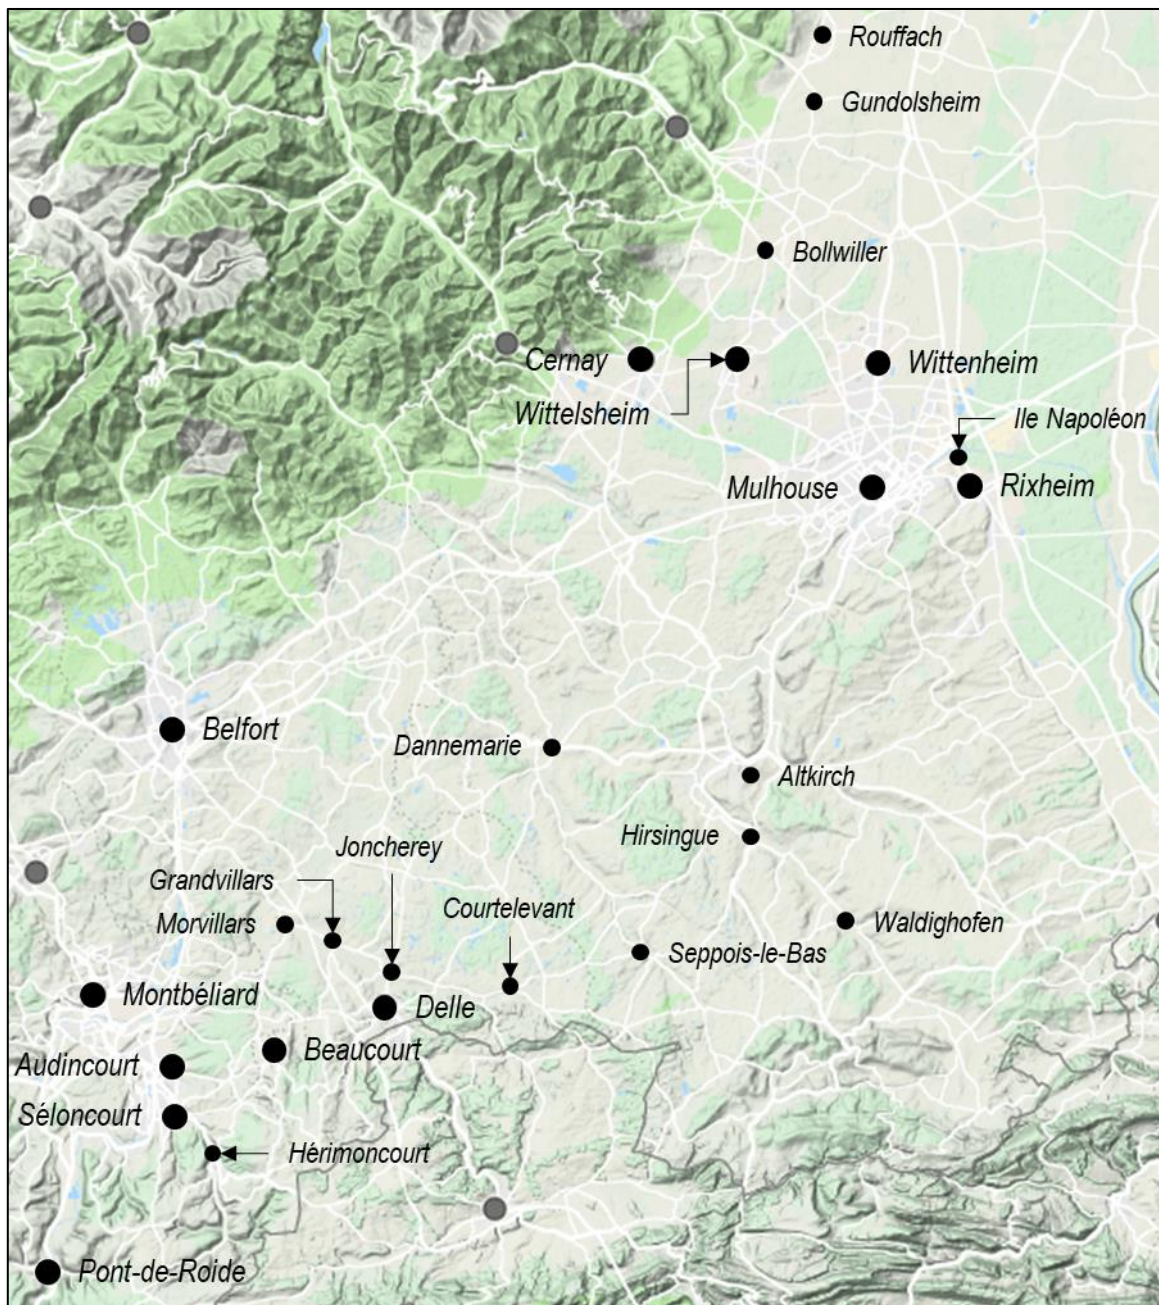 Rouffach
Gundolsheim
Bollwiller
Cernay
Wittenheim
Wittelsheim
Ile Napoléon
Mulhouse
Rixheim
Belfort
Dannemarie
Altkirch
Hirsingue
Joncherey
Grandvillars
Courtelevant
Morvillars
Waldighofen
Seppois-le-Bas
Montbéliard
Delle
Beaucourt
Audincourt
Séloncourt
Hérimoncourt
Pont-de-Roide